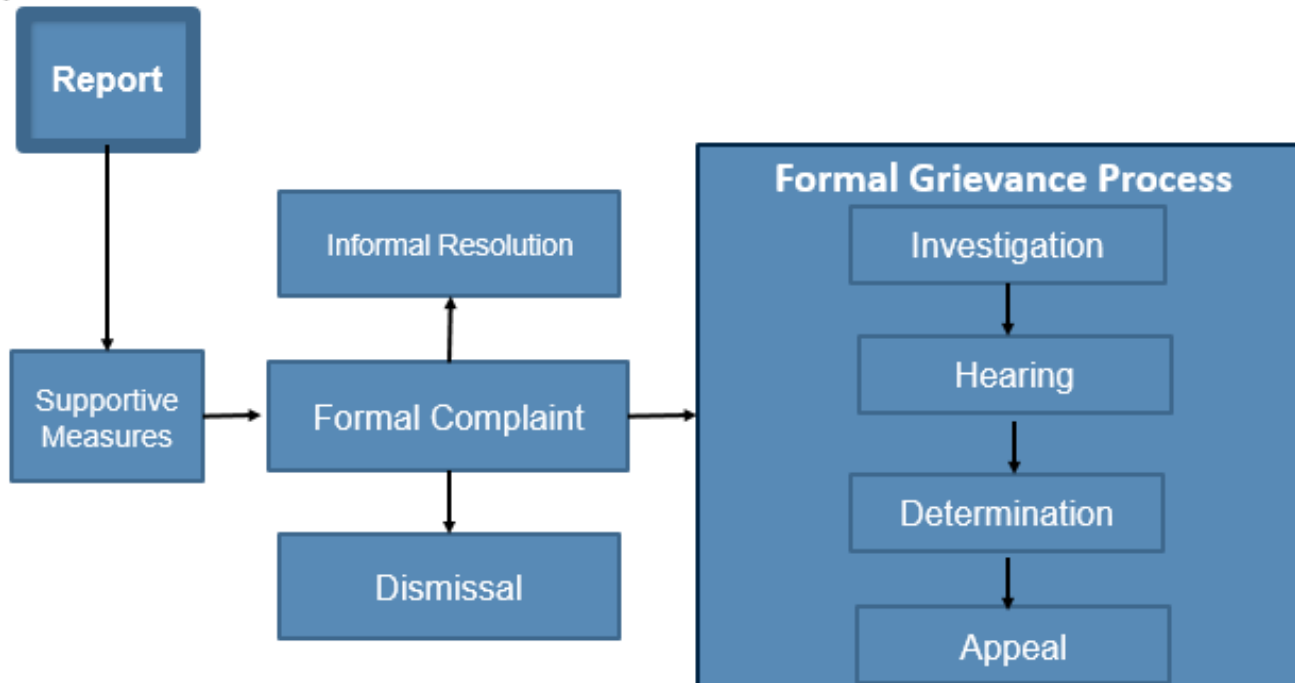 Report
Supportive
Measures
Informal Resolution
Formal Complaint
Dismissal
Formal Grievance Process
Investigation
Hearing
Determination
Appeal